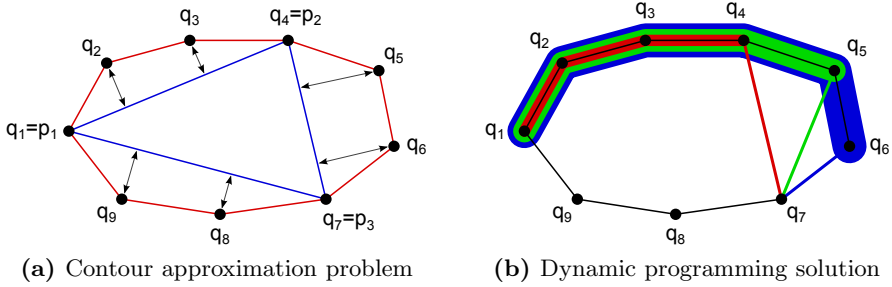 q3
q4=p2
q2
q5
q1=p1
q6
q9
q8
q7=p3
q3
q4
q2
q5
q1
q6
q9
q8
q7
(a) Contour approximation problem
(b) Dynamic programming solution